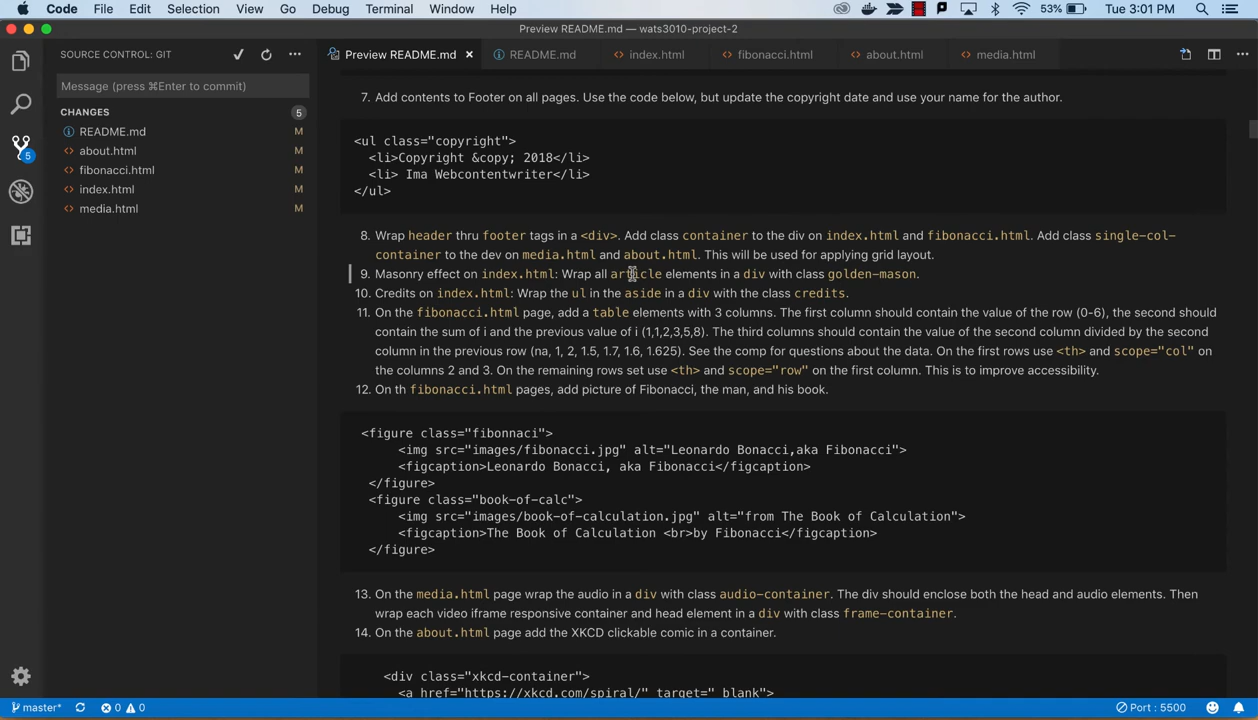 Code File Edit Selection View Go Debug Terminal Window Help 53% Tue 3:01 PM
Preview README.md — wats3010-project-2
SOURCE CONTROL: GIT
Preview README.md
README.md
index.html
fibonacci.html
about.html
media.html
Message (press ⌘Enter to commit)
CHANGES 5
README.md M
about.html M
fibonacci.html M
index.html M
media.html M
5
7. Add contents to Footer on all pages. Use the code below, but update the copyright date and use your name for the author.
<ul class="copyright">
<li>Copyright &copy; 2018</li>
<li> Ima Webcontentwriter</li>
</ul>
8. Wrap header thru footer tags in a <div>. Add class container to the div on index.html and fibonacci.html. Add class single-col-
container to the dev on media.html and about.html. This will be used for applying grid layout.
9. Masonry effect on index.html: Wrap all article elements in a div with class golden-mason.
10. Credits on index.html: Wrap the ul in the aside in a div with the class credits.
11. On the fibonacci.html page, add a table elements with 3 columns. The first column should contain the value of the row (0-6), the second should
contain the sum of i and the previous value of i (1,1,2,3,5,8). The third columns should contain the value of the second column divided by the second
column in the previous row (na, 1, 2, 1.5, 1.7, 1.6, 1.625). See the comp for questions about the data. On the first rows use <th> and scope="col" on
the columns 2 and 3. On the remaining rows set use <th> and scope="row" on the first column. This is to improve accessibility.
12. On th fibonacci.html pages, add picture of Fibonacci, the man, and his book.
<figure class="fibonnaci">
<img src="images/fibonacci.jpg" alt="Leonardo Bonacci,aka Fibonacci">
<figcaption>Leonardo Bonacci, aka Fibonacci</figcaption>
</figure>
<figure class="book-of-calc">
<img src="images/book-of-calculation.jpg" alt="from The Book of Calculation">
<figcaption>The Book of Calculation <br>by Fibonacci</figcaption>
</figure>
13. On the media.html page wrap the audio in a div with class audio-container. The div should enclose both the head and audio elements. Then
wrap each video iframe responsive container and head element in a div with class frame-container.
14. On the about.html page add the XKCD clickable comic in a container.
<div class="xkcd-container">
<a href="https://xkcd.com/spiral/" target="_blank">
master* 0 0 Port : 5500